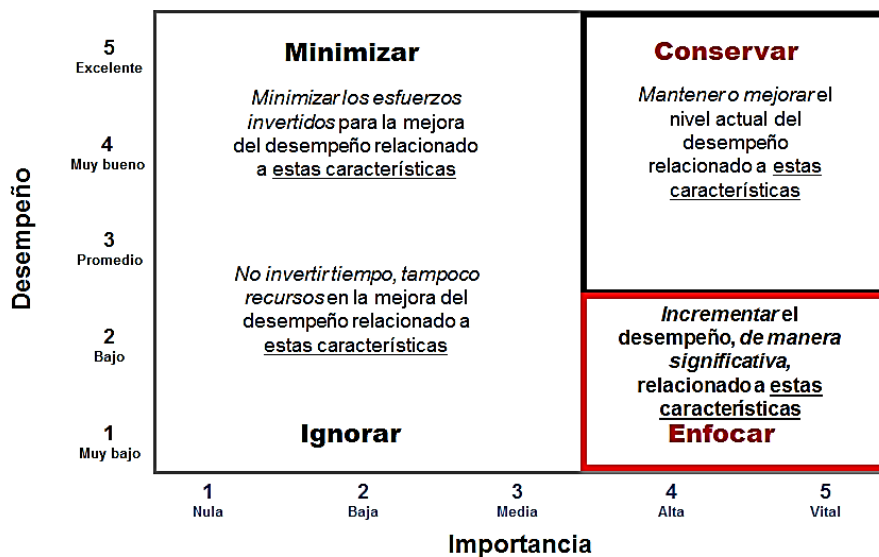 Desempeño
5
Excelente
4
Muy bueno
3
Promedio
2
Bajo
1
Muy bajo
Minimizar
Minimizar los esfuerzos
invertidos para la mejora
del desempeño relacionado
a estas características
Conservar
Mantener o mejorar el
nivel actual del
desempeño
relacionado a estas
características
No invertir tiempo, tampoco
recursos en la mejora del
desempeño relacionado a
estas características
Ignorar
Incrementar el
desempeño, de manera
significativa,
relacionado a estas
características
Enfocar
1
Nula
2
Baja
3
Media
4
Alta
5
Vital
Importancia